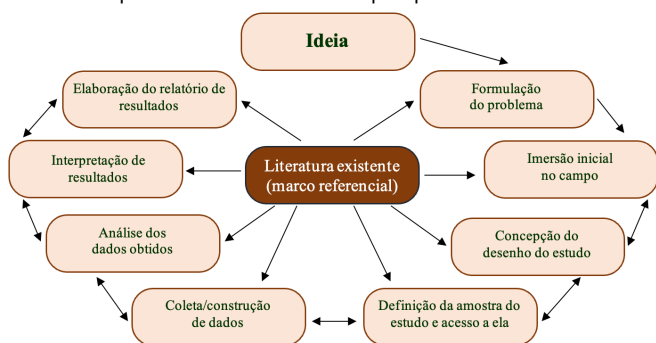 Ideia
Formulação
do problema
Imersão inicial
no campo
Concepção do
desenho do estudo
Definição da amostra do
estudo e acesso a ela
Coleta/construção
de dados
Análise dos
dados obtidos
Interpretação de
resultados
Elaboração do relatório de
resultados
Literatura existente
(marco referencial)